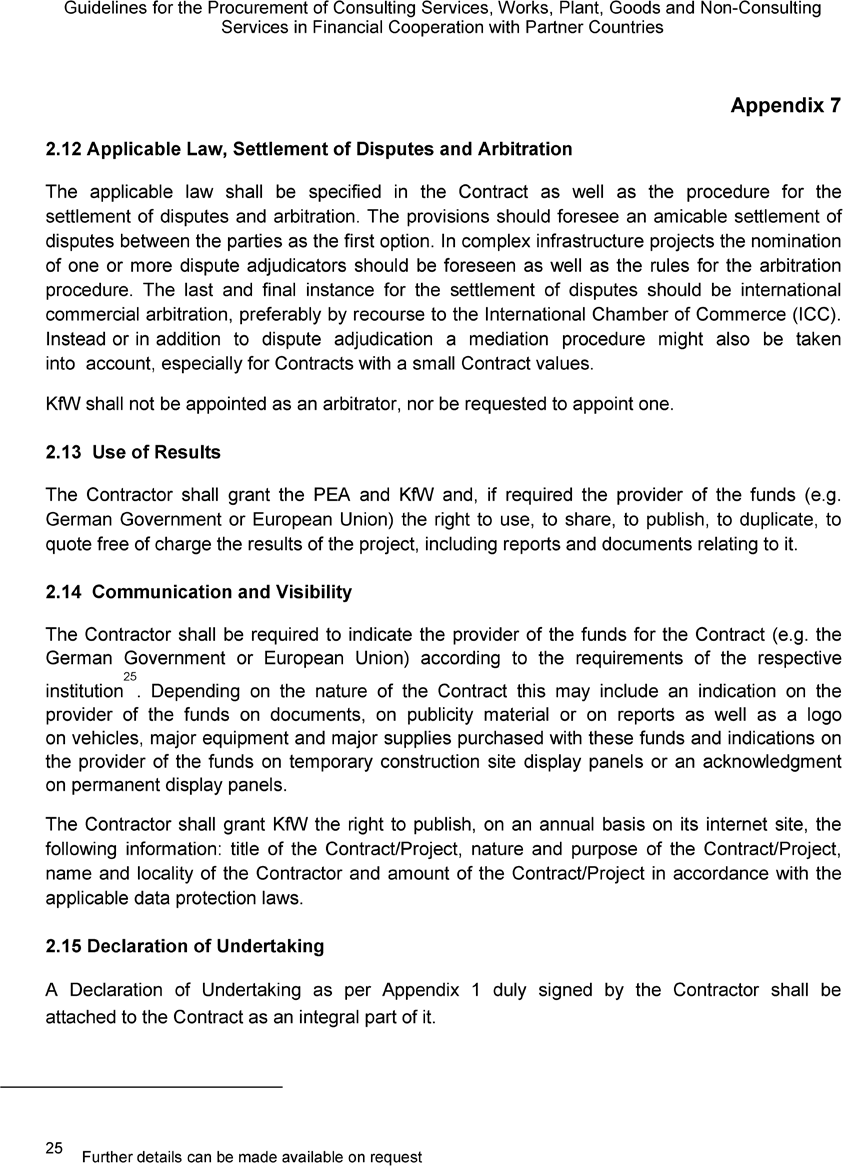 Guidelines for the Procurement of Consulting Services, Works, Plant, Goods and Non-Consulting
Services in Financial Cooperation with Partner Countries
Appendix 7
2.12 Applicable Law, Settlement of Disputes and Arbitration
The applicable law shall be specified in the Contract as well as the procedure for the
settlement of disputes and arbitration. The provisions should foresee an amicable settlement of
disputes between the parties as the first option. In complex infrastructure projects the nomination
of one or more dispute adjudicators should be foreseen as well as the rules for the arbitration
procedure. The last and final instance for the settlement of disputes should be international
commercial arbitration, preferably by recourse to the International Chamber of Commerce (ICC).
Instead or in addition to dispute adjudication a mediation procedure might also be taken
into account, especially for Contracts with a small Contract values.
KfW shall not be appointed as an arbitrator, nor be requested to appoint one.
2.13 Use of Results
The Contractor shall grant the PEA and KfW and, if required the provider of the funds (e.g.
German Government or European Union) the right to use, to share, to publish, to duplicate, to
quote free of charge the results of the project, including reports and documents relating to it.
2.14 Communication and Visibility
The Contractor shall be required to indicate the provider of the funds for the Contract (e.g. the
German Government or European Union) according to the requirements of the respective
institution25. Depending on the nature of the Contract this may include an indication on the
provider of the funds on documents, on publicity material or on reports as well as a logo
on vehicles, major equipment and major supplies purchased with these funds and indications on
the provider of the funds on temporary construction site display panels or an acknowledgment
on permanent display panels.
The Contractor shall grant KfW the right to publish, on an annual basis on its internet site, the
following information: title of the Contract/Project, nature and purpose of the Contract/Project,
name and locality of the Contractor and amount of the Contract/Project in accordance with the
applicable data protection laws.
2.15 Declaration of Undertaking
A Declaration of Undertaking as per Appendix 1 duly signed by the Contractor shall be
attached to the Contract as an integral part of it.
25 Further details can be made available on request